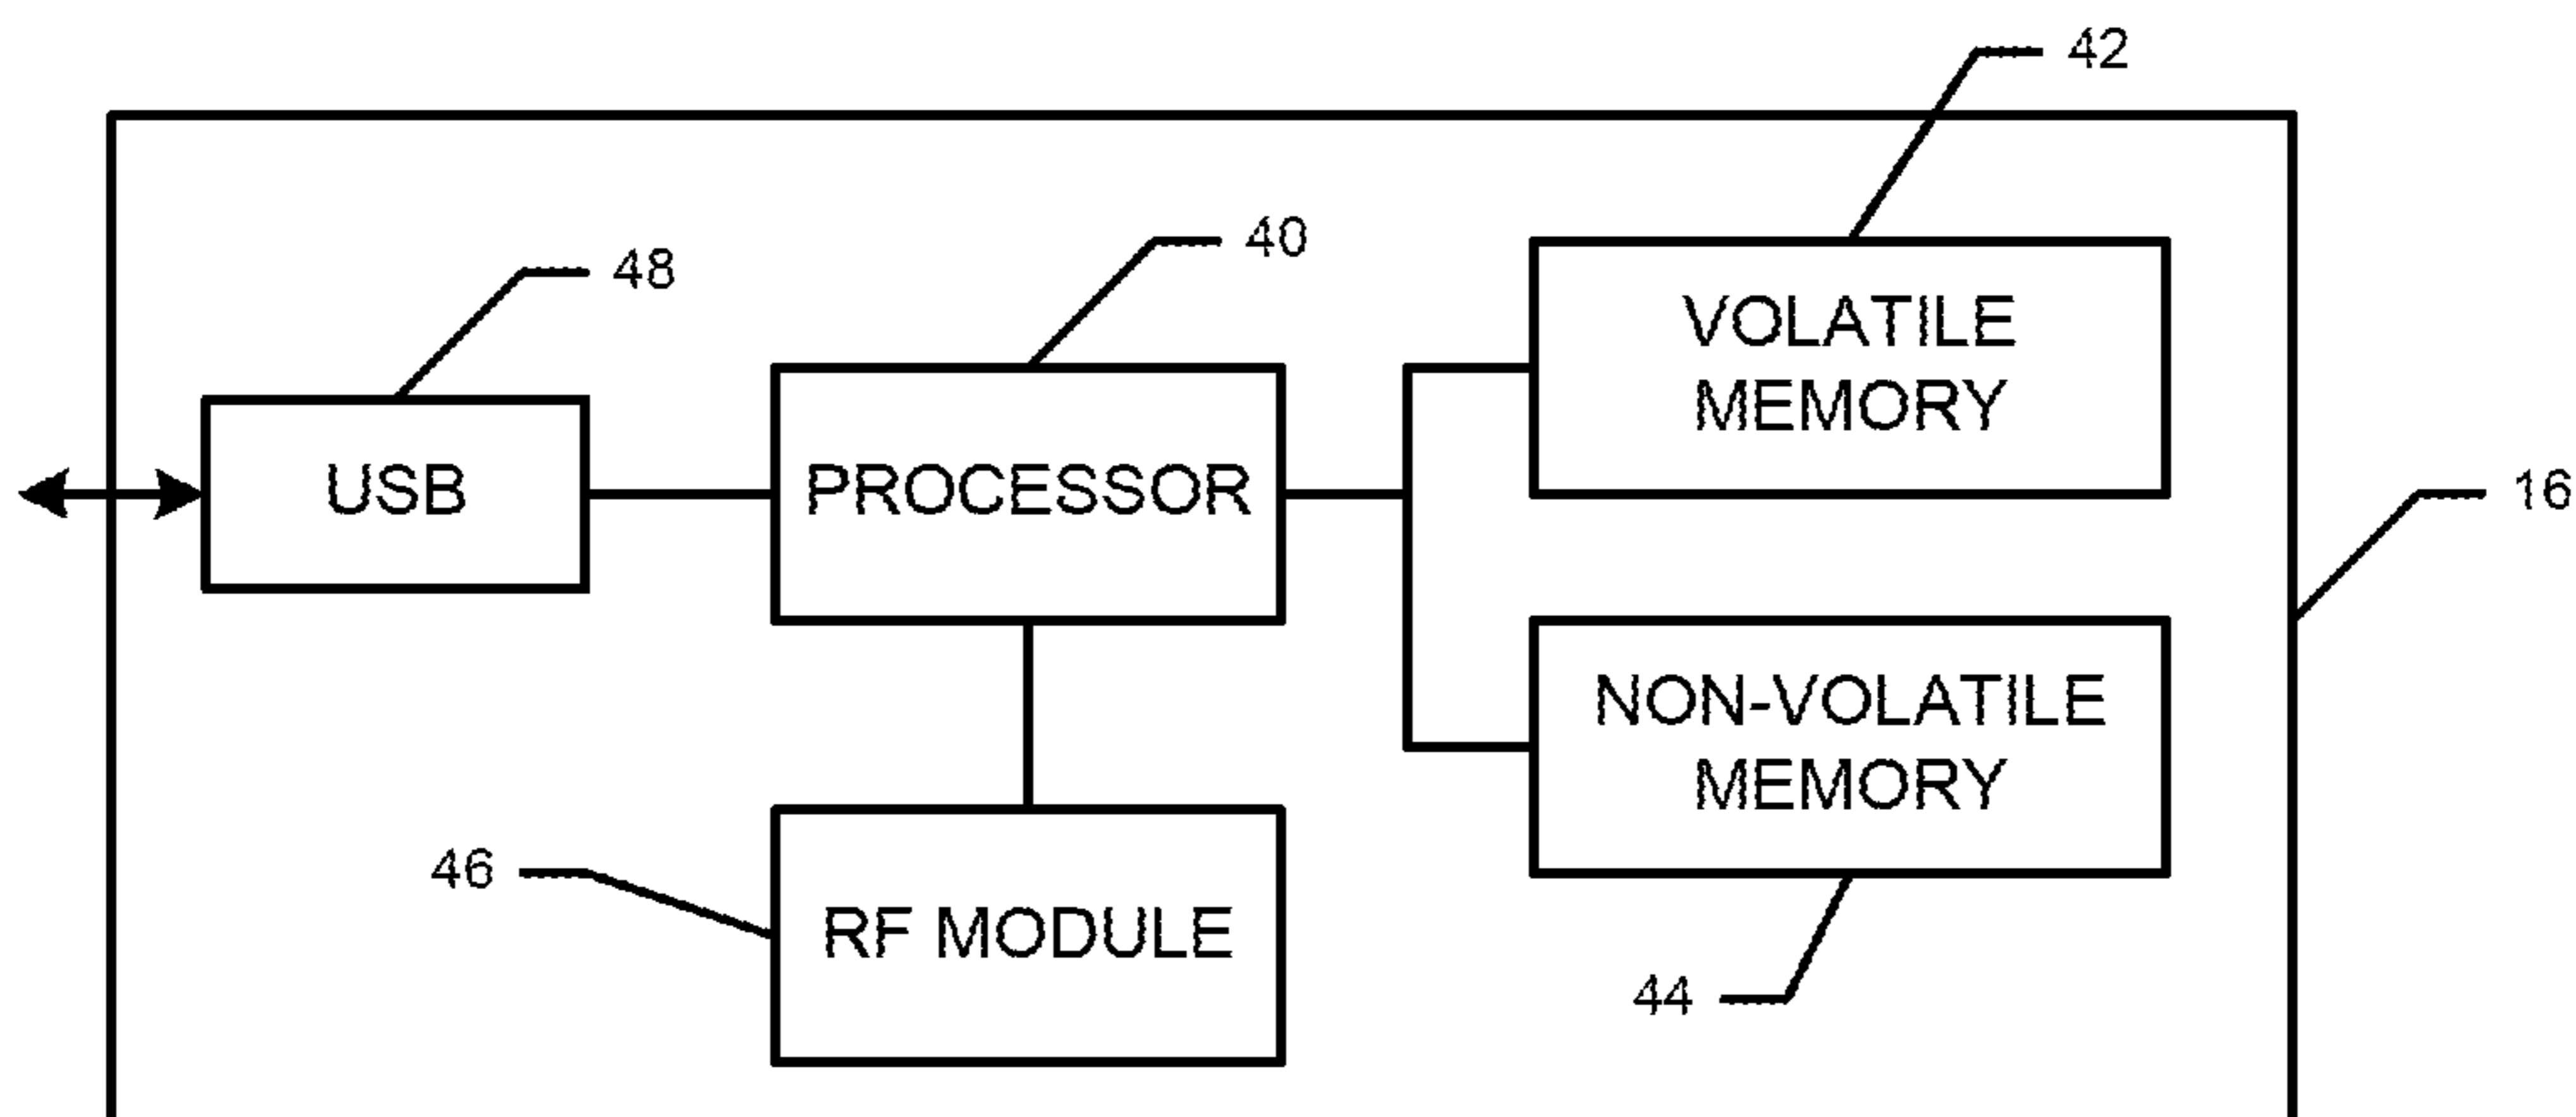 42
40
48
VOLATILE
MEMORY
USB
PROCESSOR
16
NON-VOLATILE
MEMORY
46
RF MODULE
44